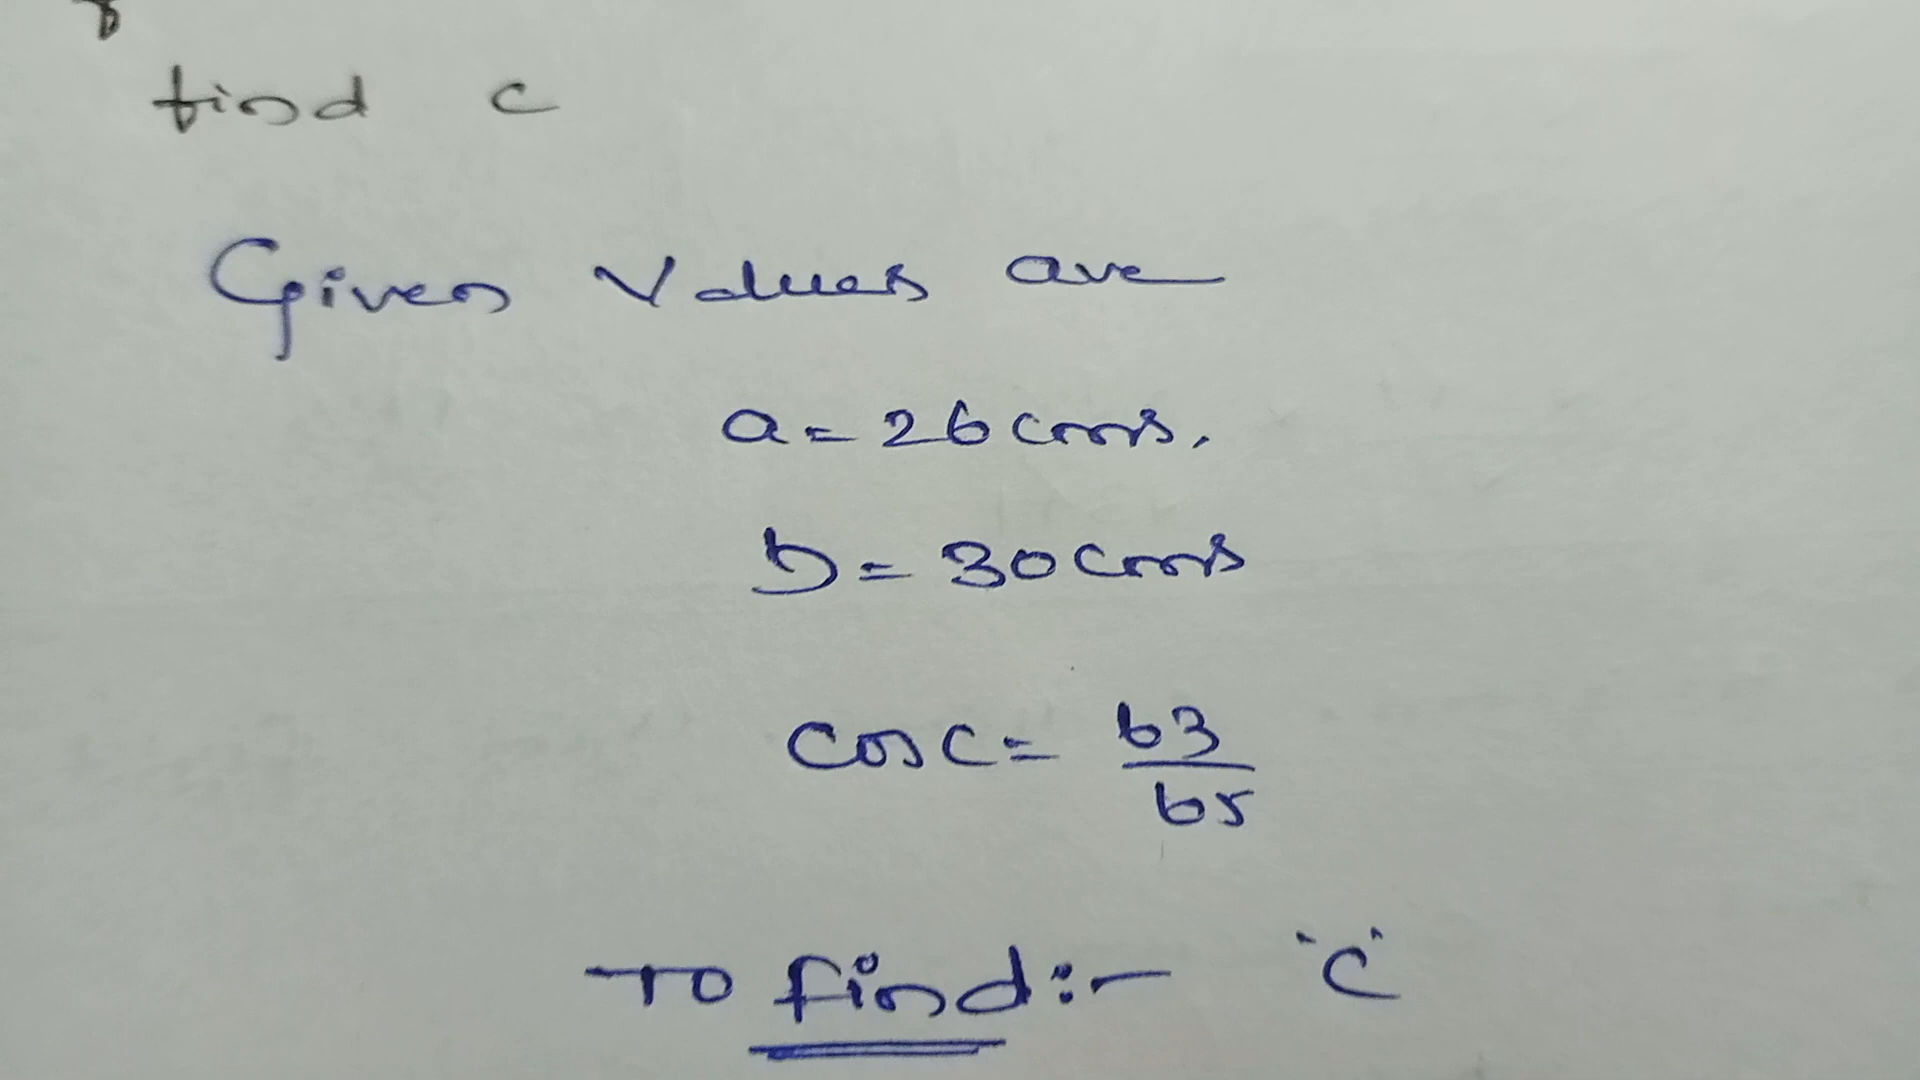 find c
Given Values are
a = 26 cms.
b = 30 cms
cos C = 63
65
To find :- "c"